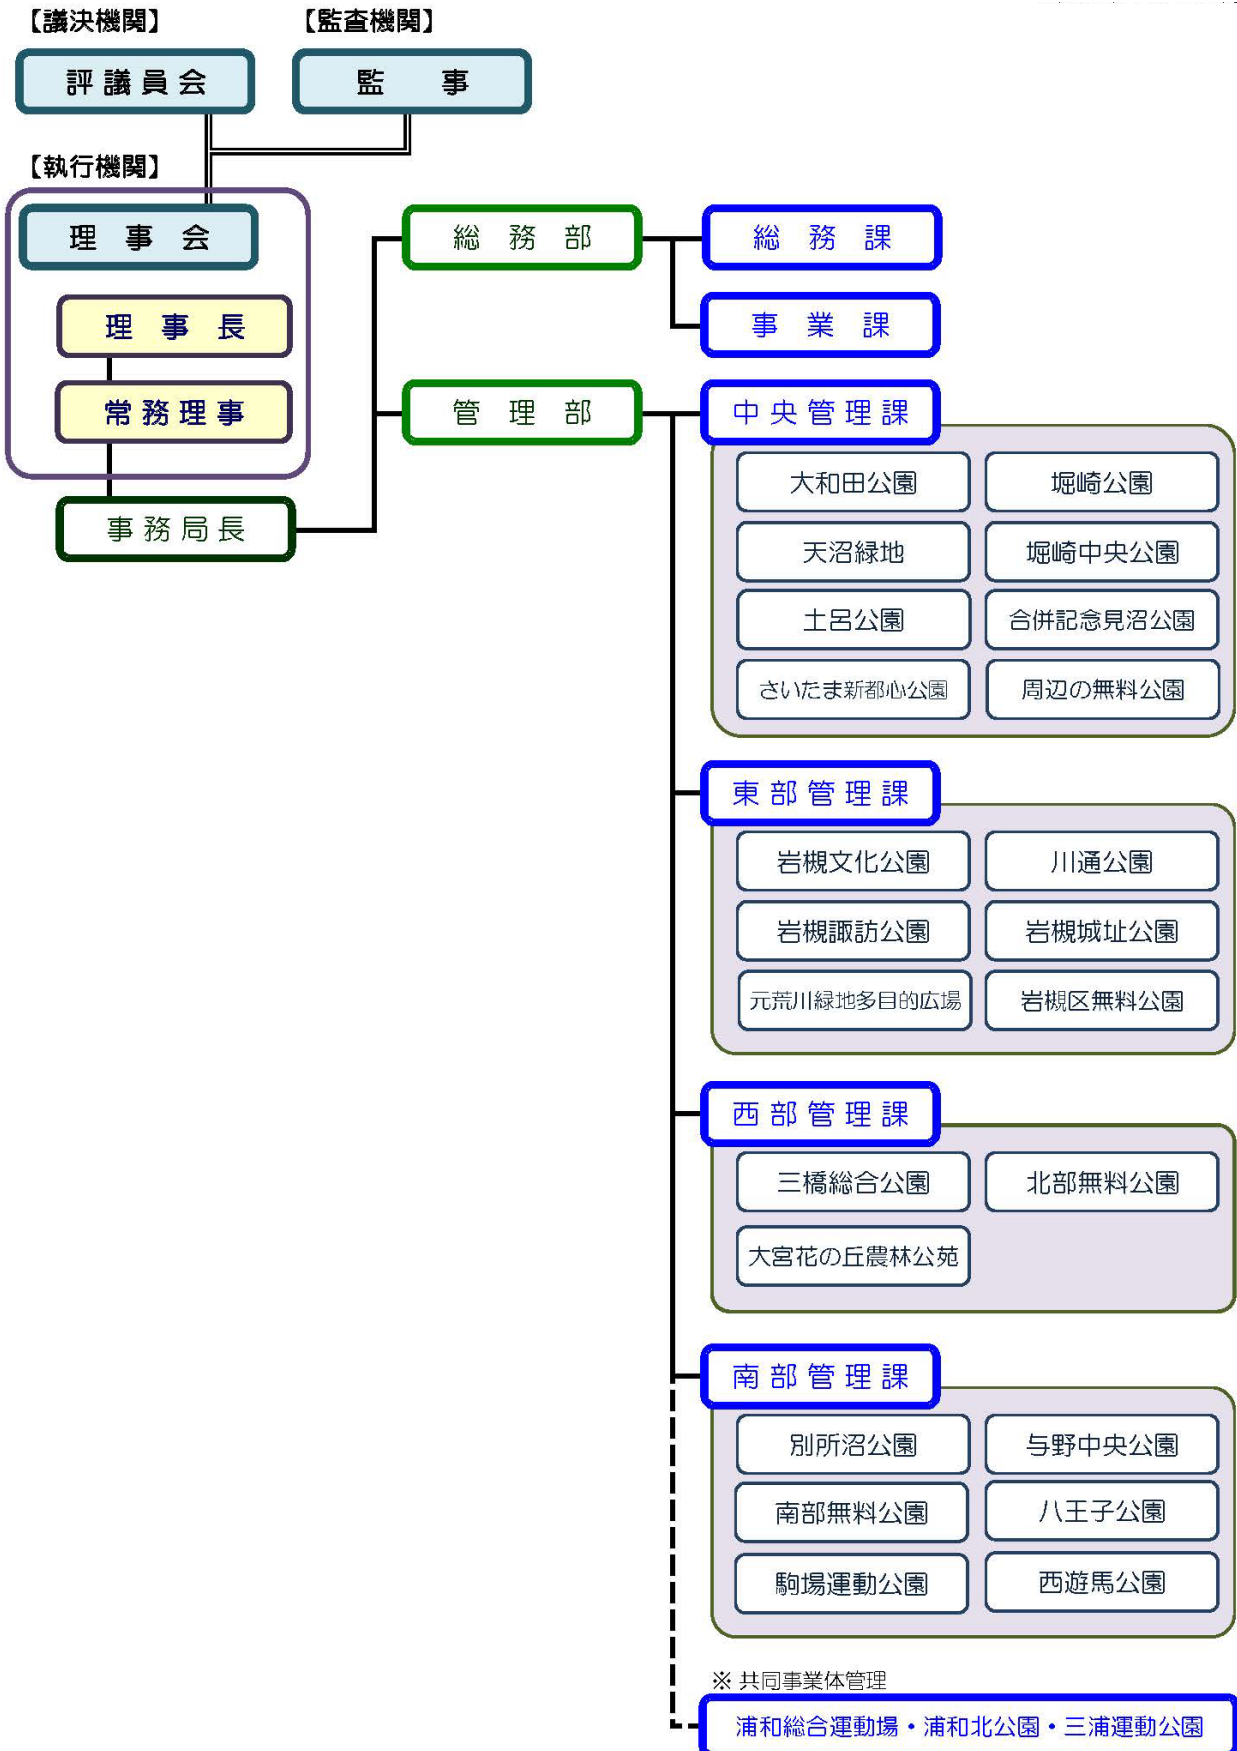 【議決機関】
【監査機関】
評議員会
監　事
【執行機関】
理事会
理事長
常務理事
事務局長
総務部
総務課
事業課
管理部
中央管理課
大和田公園
堀崎公園
天沼緑地
堀崎中央公園
土呂公園
合併記念見沼公園
さいたま新都心公園
周辺の無料公園
東部管理課
岩槻文化公園
川通公園
岩槻諏訪公園
岩槻城址公園
元荒川緑地多目的広場
岩槻区無料公園
西部管理課
三橋総合公園
北部無料公園
大宮花の丘農林公苑
南部管理課
別所沼公園
与野中央公園
南部無料公園
八王子公園
駒場運動公園
西遊馬公園
※ 共同事業体管理
浦和総合運動場・浦和北公園・三浦運動公園